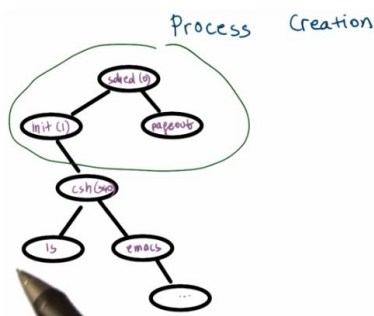 Process Creation
sched (0)
init (1)
pageout
csh(
ls
emacs
...